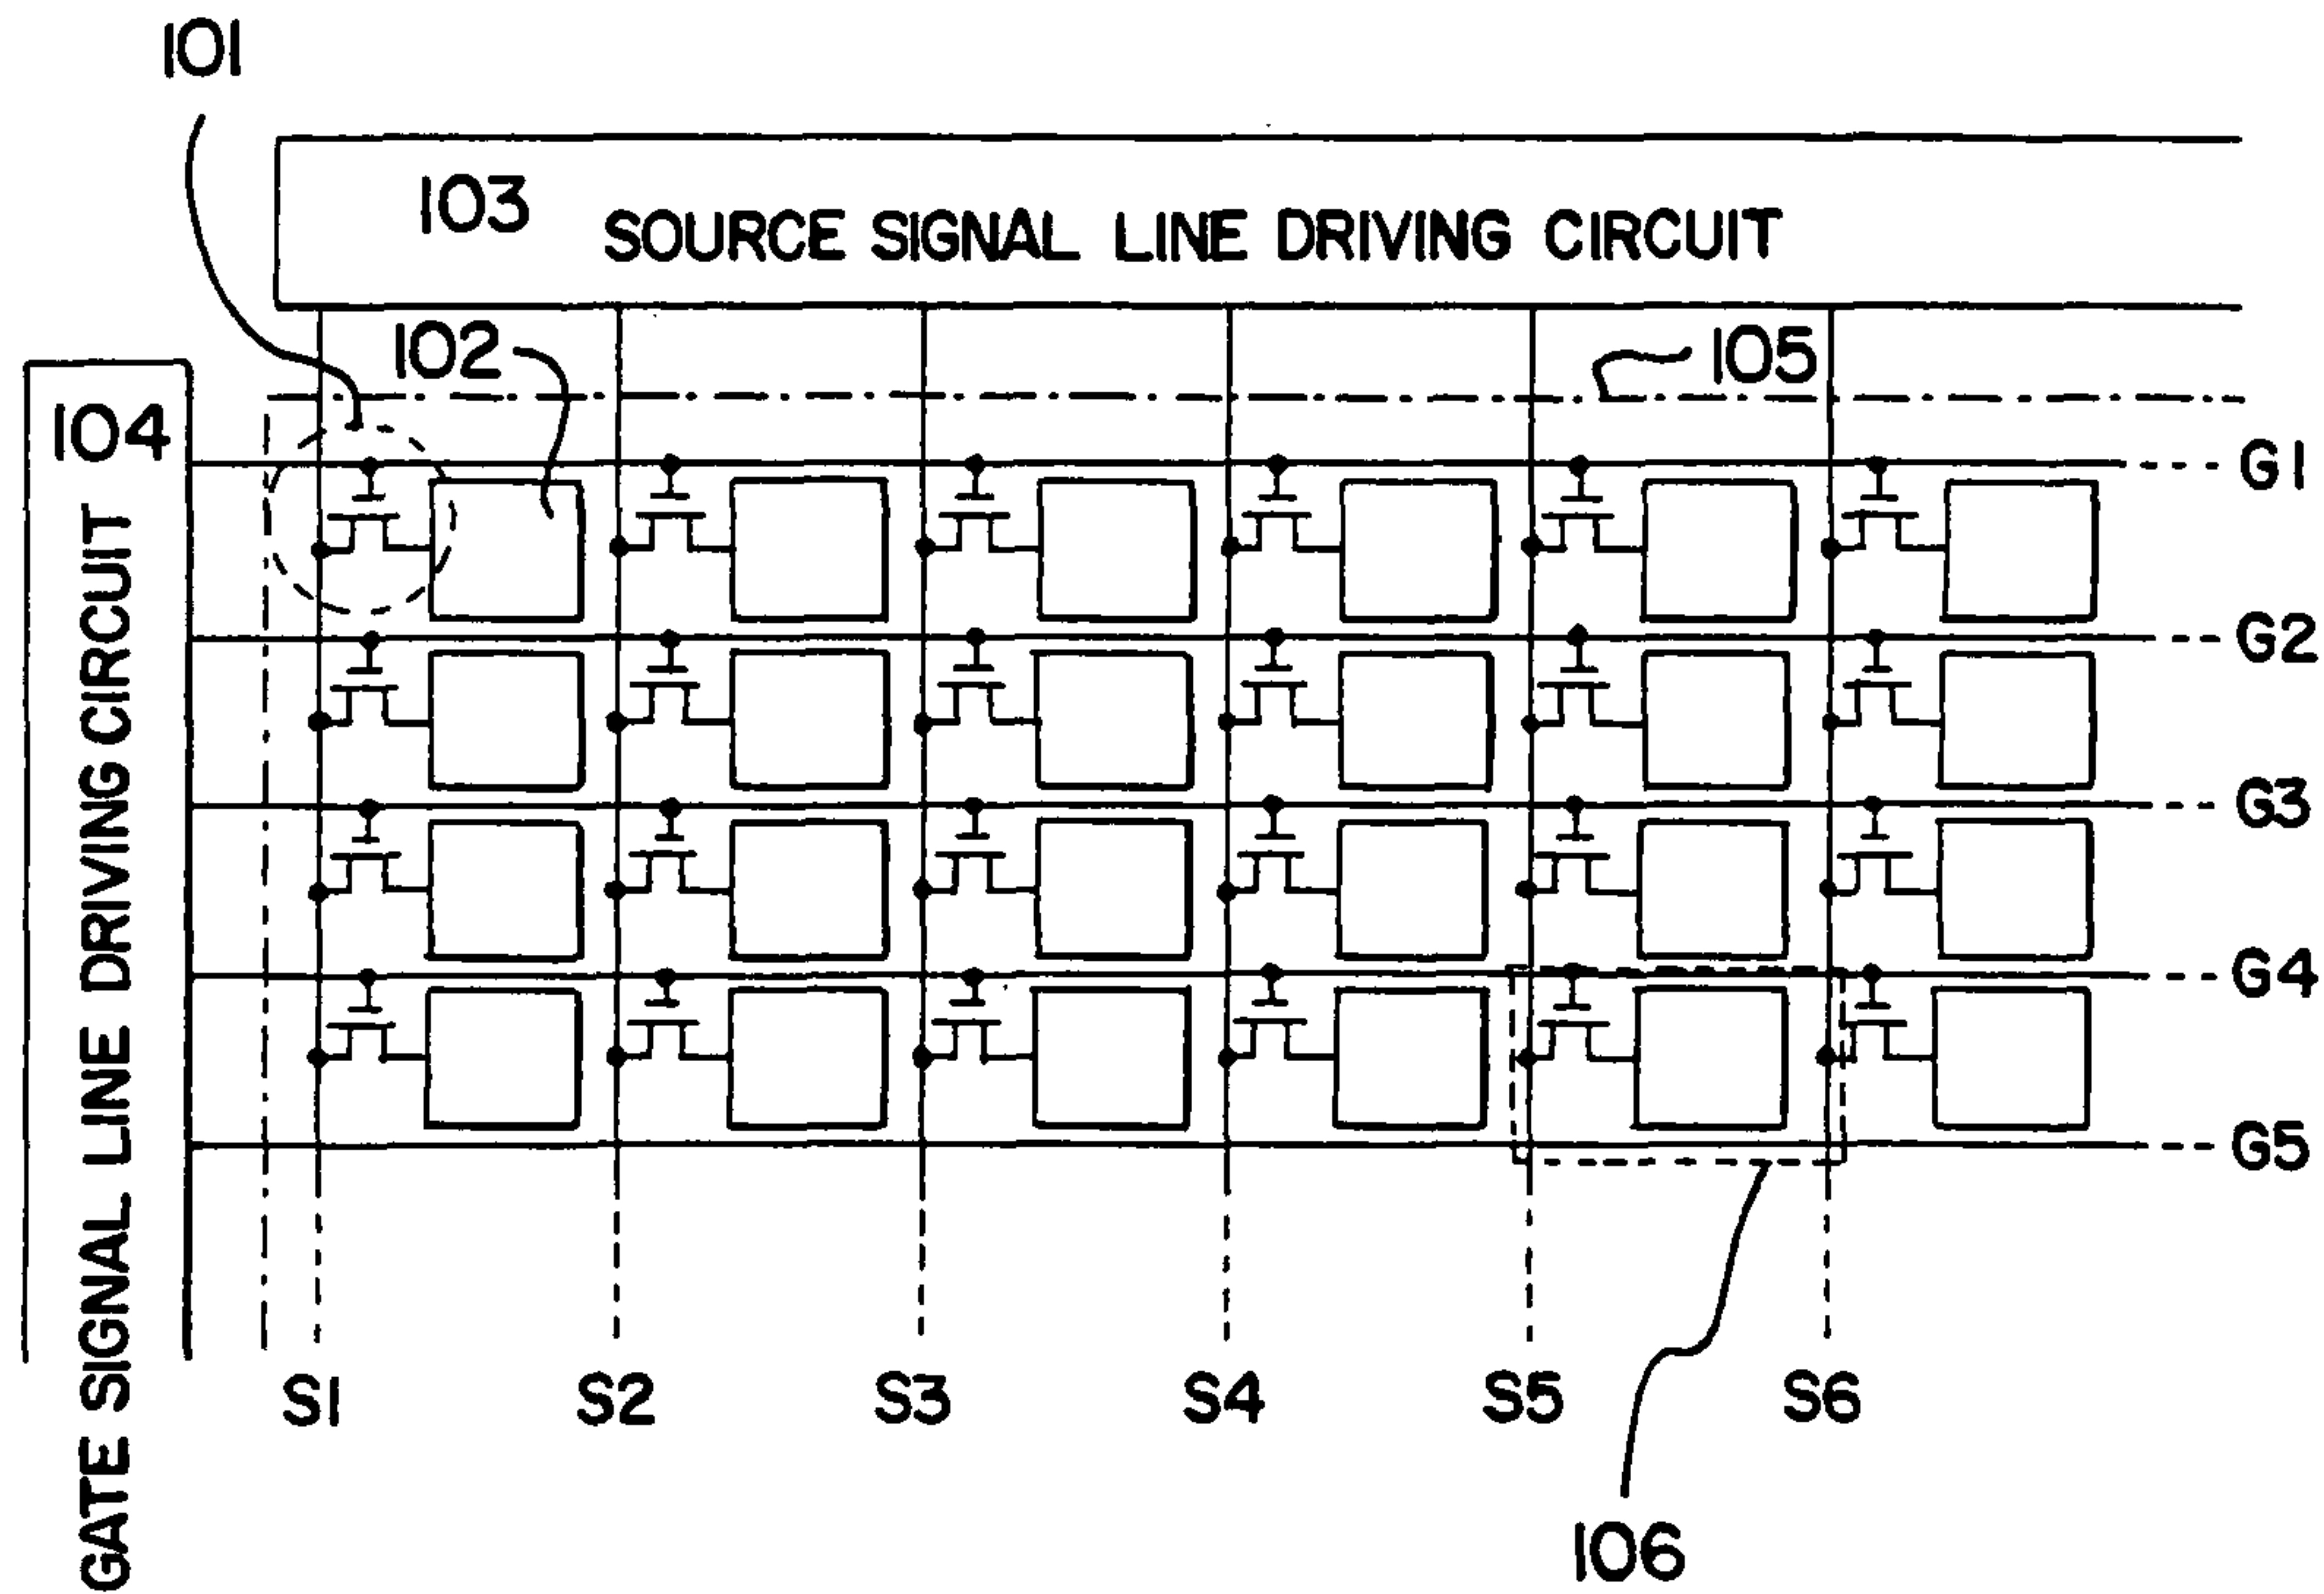 101
103
SOURCE SIGNAL LINE DRIVING CIRCUIT
102
105
104
GATE SIGNAL LINE DRIVING CIRCUIT
G1
G2
G3
G4
G5
S1
S2
S3
S4
S5
S6
106